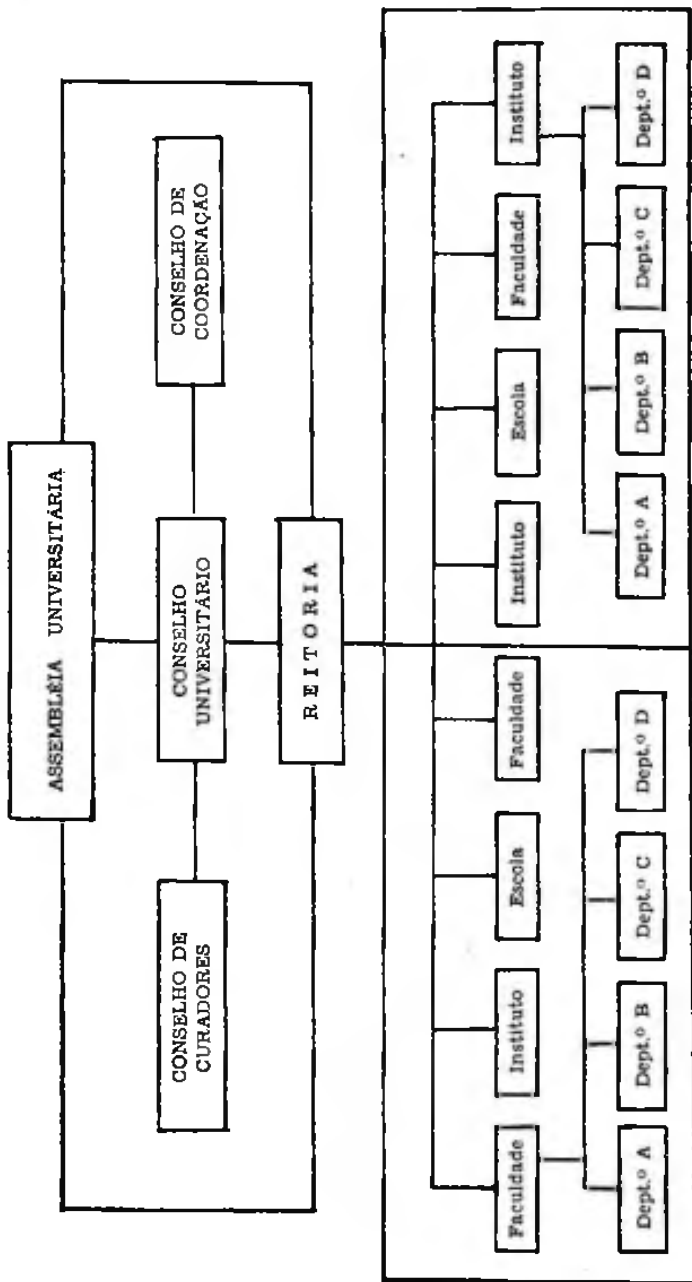 ASSEMBLÉIA UNIVERSITÁRIA
CONSELHO DE
CURADORES
CONSELHO
UNIVERSITÁRIO
CONSELHO DE
COORDENAÇÃO
REITORIA
Faculdade
Instituto
Escola
Faculdade
Instituto
Escola
Faculdade
Instituto
Dept.º A
Dept.º B
Dept.º C
Dept.º D
Dept.º A
Dept.º B
Dept.º C
Dept.º D